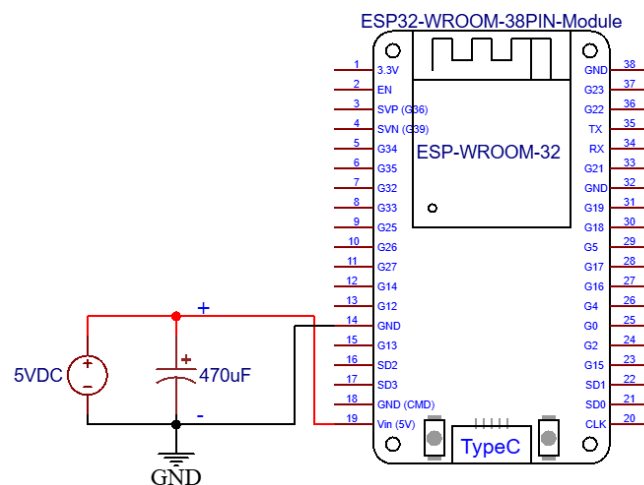 ESP32-WROOM-38PIN-Module
1 3.3V GND 38
2 EN G23 37
3 SVP (G36) G22 36
4 SVN (G39) TX 35
5 G34 RX 34
ESP-WROOM-32
6 G35 G21 33
7 G32 GND 32
8 G33 G19 31
9 G25 G18 30
10 G26 G5 29
11 G27 G17 28
12 G14 G16 27
13 G12 G4 26
+
14 GND G0 25
15 G13 G2 24
+
+
5VDC
470uF
16 SD2 G15 23
17 SD3 SD1 22
-
-
18 GND (CMD) SD0 21
19 Vin (5V) CLK 20
TypeC
GND